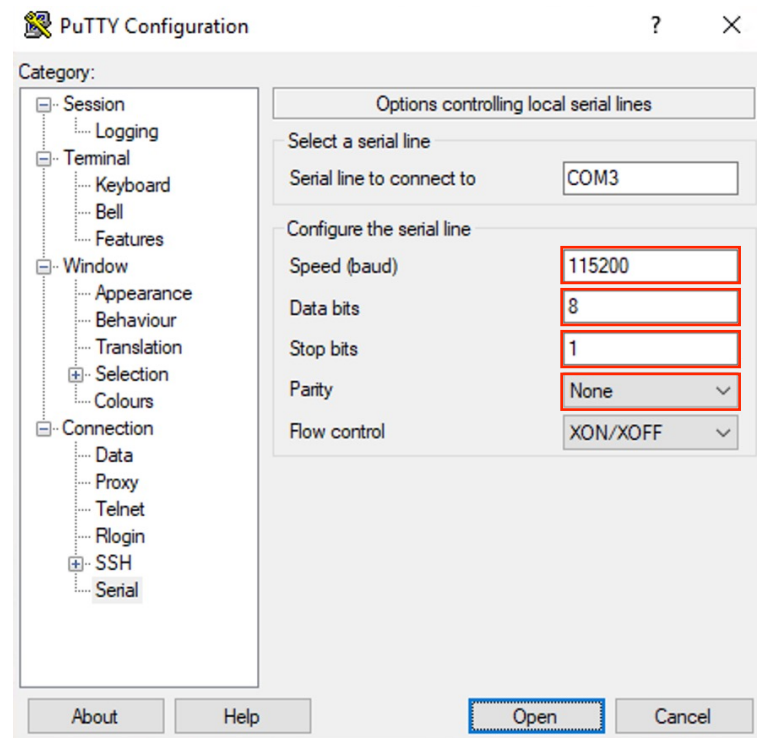 PuTTY Configuration ? X
Category:
Session
Logging
Terminal
Keyboard
Bell
Features
Window
Appearance
Behaviour
Translation
Selection
Colours
Connection
Data
Proxy
Telnet
Rlogin
SSH
Serial
Options controlling local serial lines
Select a serial line
Serial line to connect to COM3
Configure the serial line
Speed (baud) 115200
Data bits 8
Stop bits 1
Parity None
Flow control XON/XOFF
About Help Open Cancel